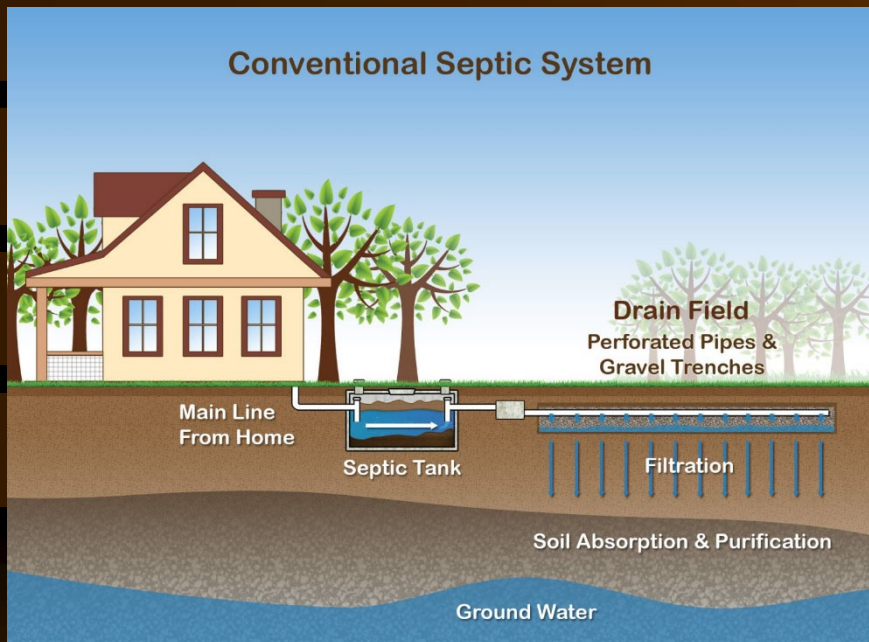 Conventional Septic System
Drain Field
Perforated Pipes &
Gravel Trenches
Main Line
From Home
Septic Tank
Filtration
Soil Absorption & Purification
Ground Water